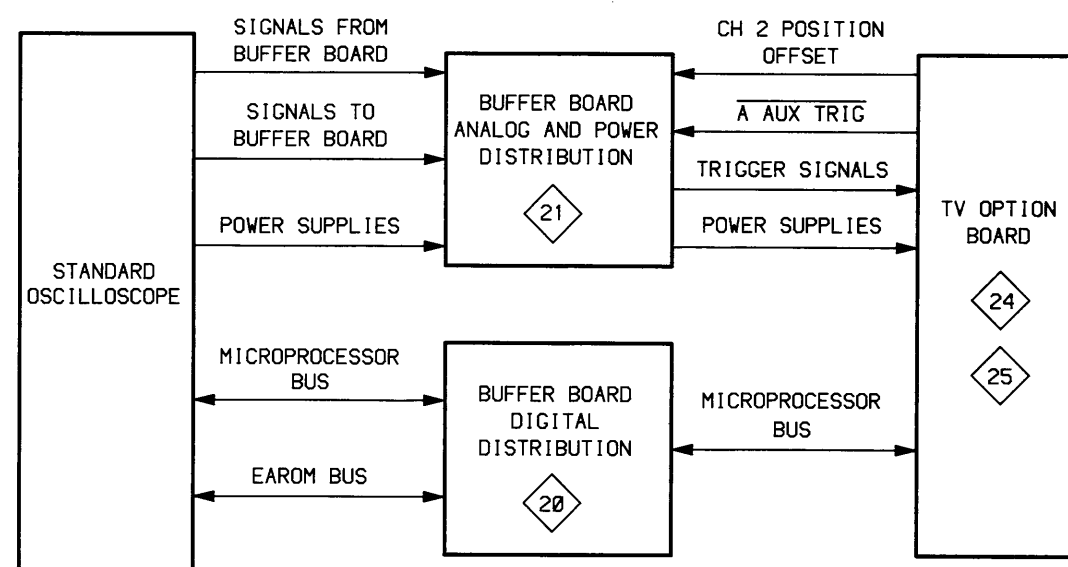 SIGNALS FROM
BUFFER BOARD
SIGNALS TO
BUFFER BOARD
POWER SUPPLIES
STANDARD
OSCILLOSCOPE
MICROPROCESSOR
BUS
EAROM BUS
BUFFER BOARD
ANALOG AND POWER
DISTRIBUTION
21
BUFFER BOARD
DIGITAL
DISTRIBUTION
20
CH 2 POSITION
OFFSET
A AUX TRIG
TRIGGER SIGNALS
POWER SUPPLIES
MICROPROCESSOR
BUS
TV OPTION
BOARD
24
25